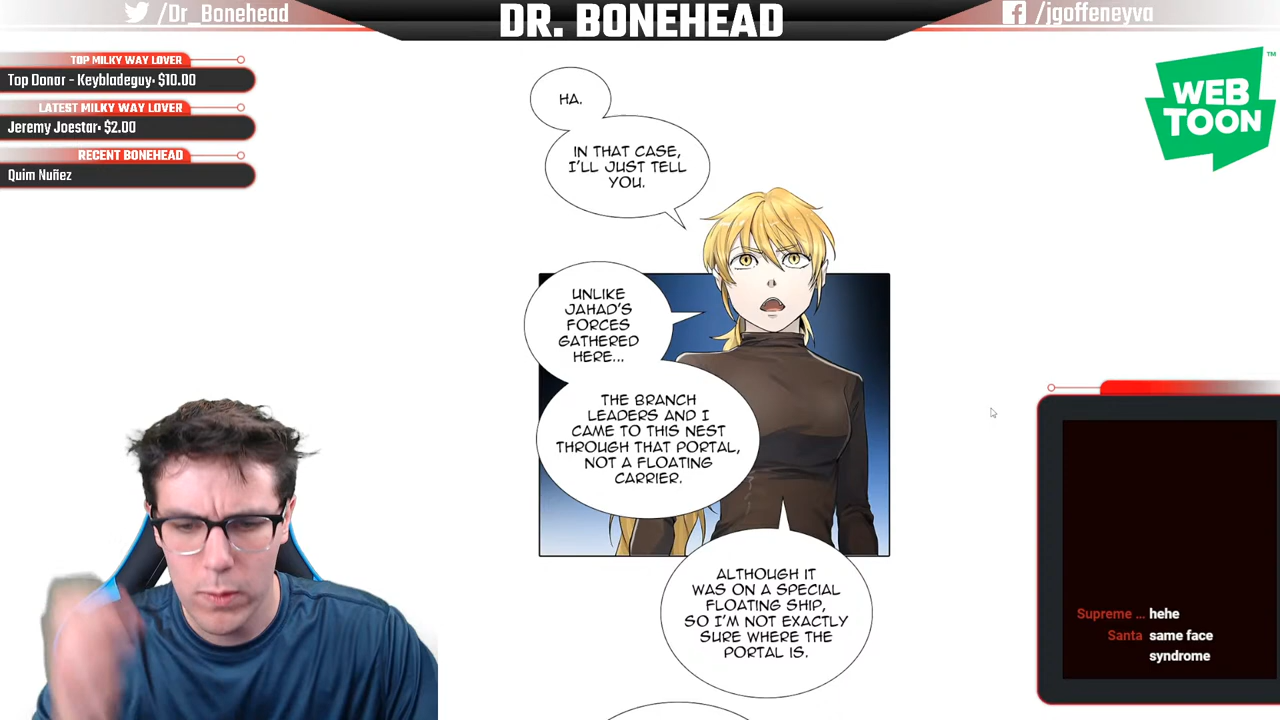 /Dr_Bonehead
DR. BONEHEAD
/jgoffeneyva
TOP MILKY WAY LOVER
Top Donor - Keybladeguy: $10.00
LATEST MILKY WAY LOVER
Jeremy Joestar: $2.00
RECENT BONEHEAD
Quim Nuñez
WEB
TOON
TM
HA.
IN THAT CASE,
I'LL JUST TELL
YOU.
UNLIKE
JAHAD'S
FORCES
GATHERED
HERE...
THE BRANCH
LEADERS AND I
CAME TO THIS NEST
THROUGH THAT PORTAL,
NOT A FLOATING
CARRIER.
ALTHOUGH IT
WAS ON A SPECIAL
FLOATING SHIP,
SO I'M NOT EXACTLY
SURE WHERE THE
PORTAL IS.
Supreme ... hehe
Santa same face
syndrome